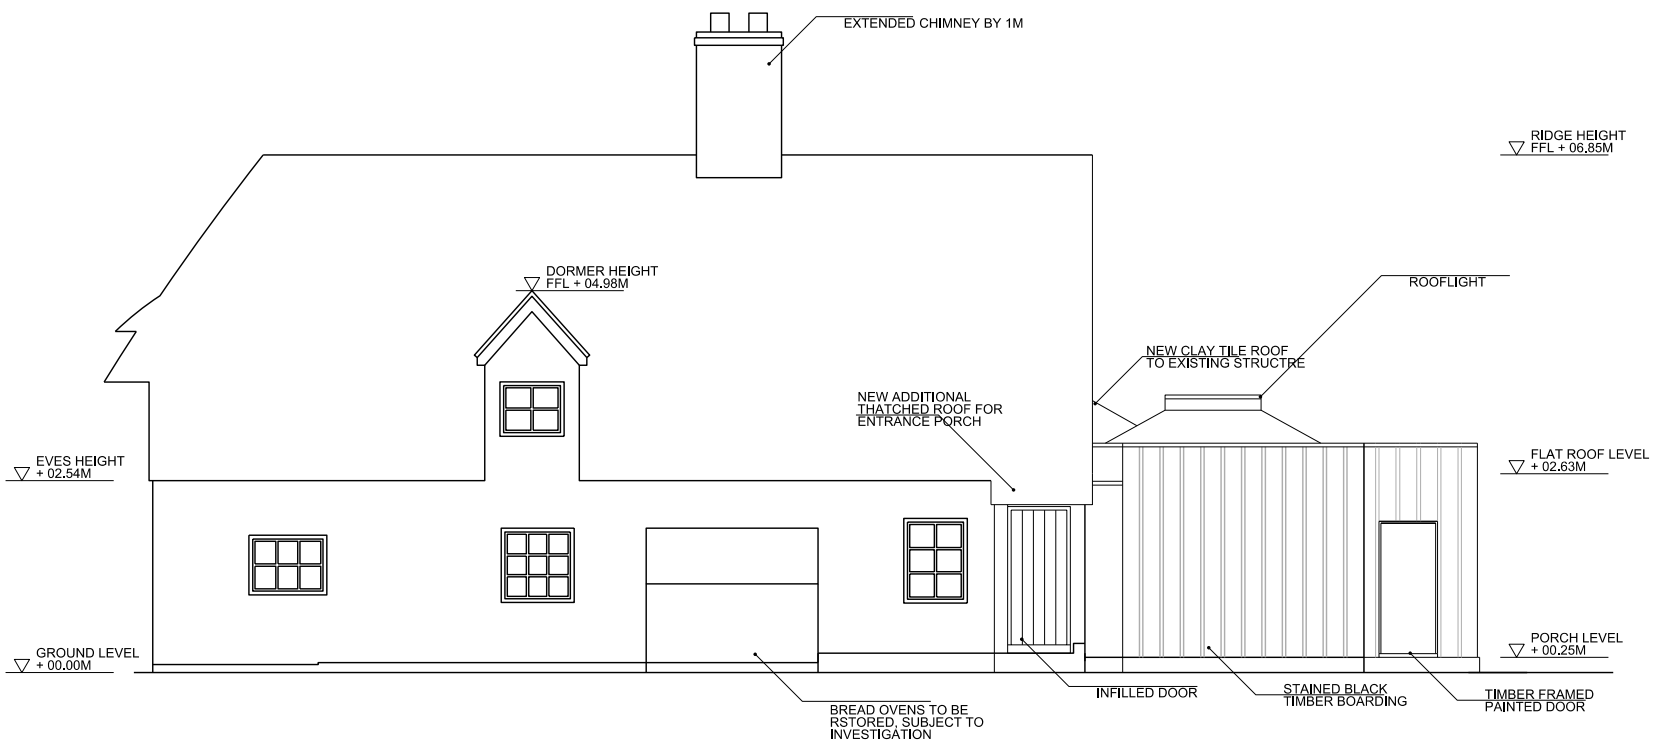 EXTENDED CHIMNEY BY 1M
RIDGE HEIGHT
FFL + 06.85M
DORMER HEIGHT
FFL + 04.98M
ROOFLIGHT
NEW CLAY TILE ROOF
TO EXISTING STRUCTRE
NEW ADDITIONAL
THATCHED ROOF FOR
ENTRANCE PORCH
EVES HEIGHT
+ 02.54M
FLAT ROOF LEVEL
+ 02.63M
GROUND LEVEL
+ 00.00M
PORCH LEVEL
+ 00.25M
INFILLED DOOR
STAINED BLACK
TIMBER BOARDING
TIMBER FRAMED
PAINTED DOOR
BREAD OVENS TO BE
RSTORED, SUBJECT TO
INVESTIGATION